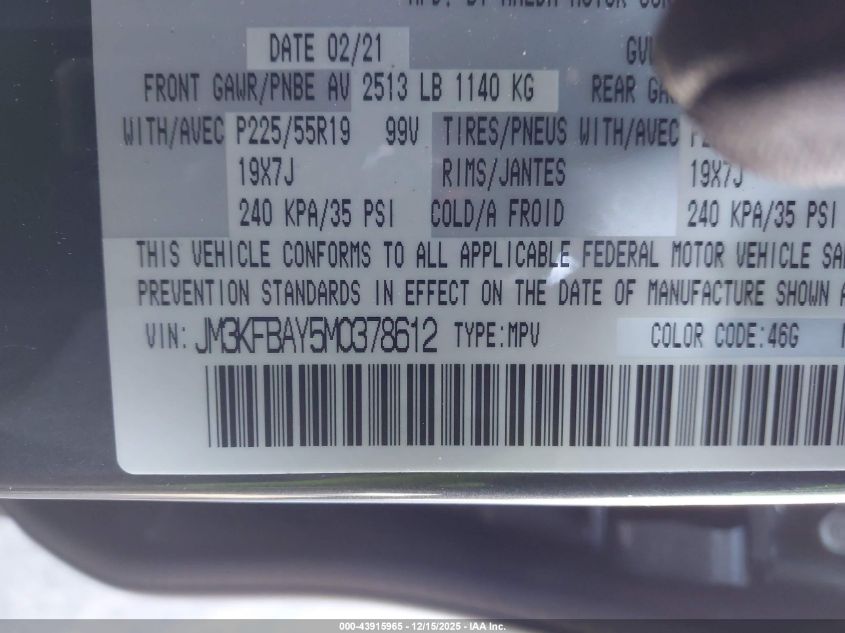 DATE 02/21
FRONT GAWR/PNBE AV 2513 LB 1140 KG REAR
WITH/AVEC P225/55R19 99V TIRES/PNEUS WITH/AVEC
19X7J RIMS/JANTES 19X7J
240 KPA/35 PSI COLD/A FROID 240 KPA/35 PSI
THIS VEHICLE CONFORMS TO ALL APPLICABLE FEDERAL MOTOR VEHICLE
PREVENTION STANDARDS IN EFFECT ON THE DATE OF MANUFACTURE SHOWN
VIN: JM3KFBAY5M0378612 TYPE:MPV COLOR CODE:46G
000-43915965 - 12/15/2025 - IAA Inc.